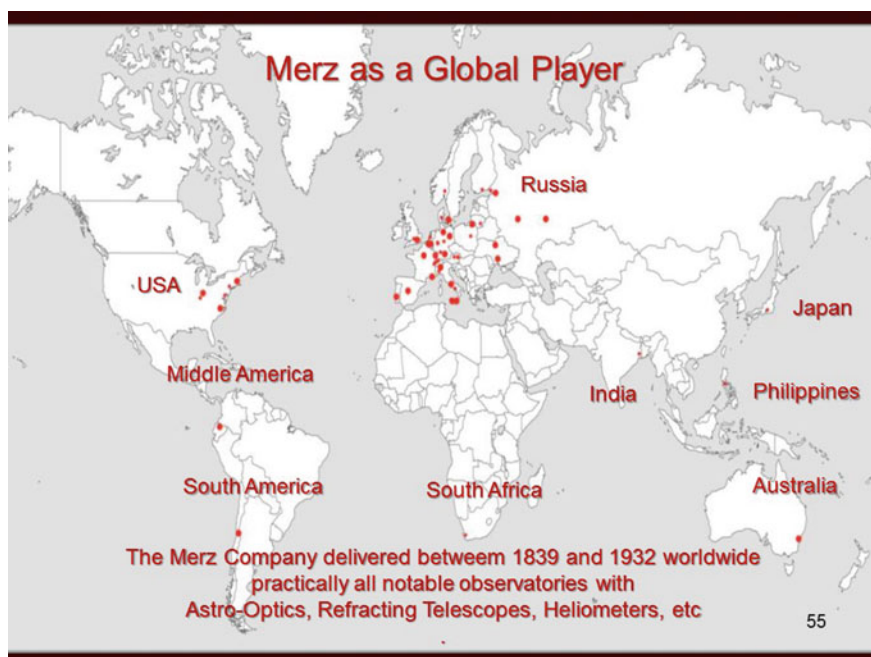 Merz as a Global Player
Russia
USA
Japan
Middle America
India
Philippines
South America
South Africa
Australia
The Merz Company delivered betweem 1839 and 1932 worldwide
practically all notable observatories with
Astro-Optics, Refracting Telescopes, Heliometers, etc
55